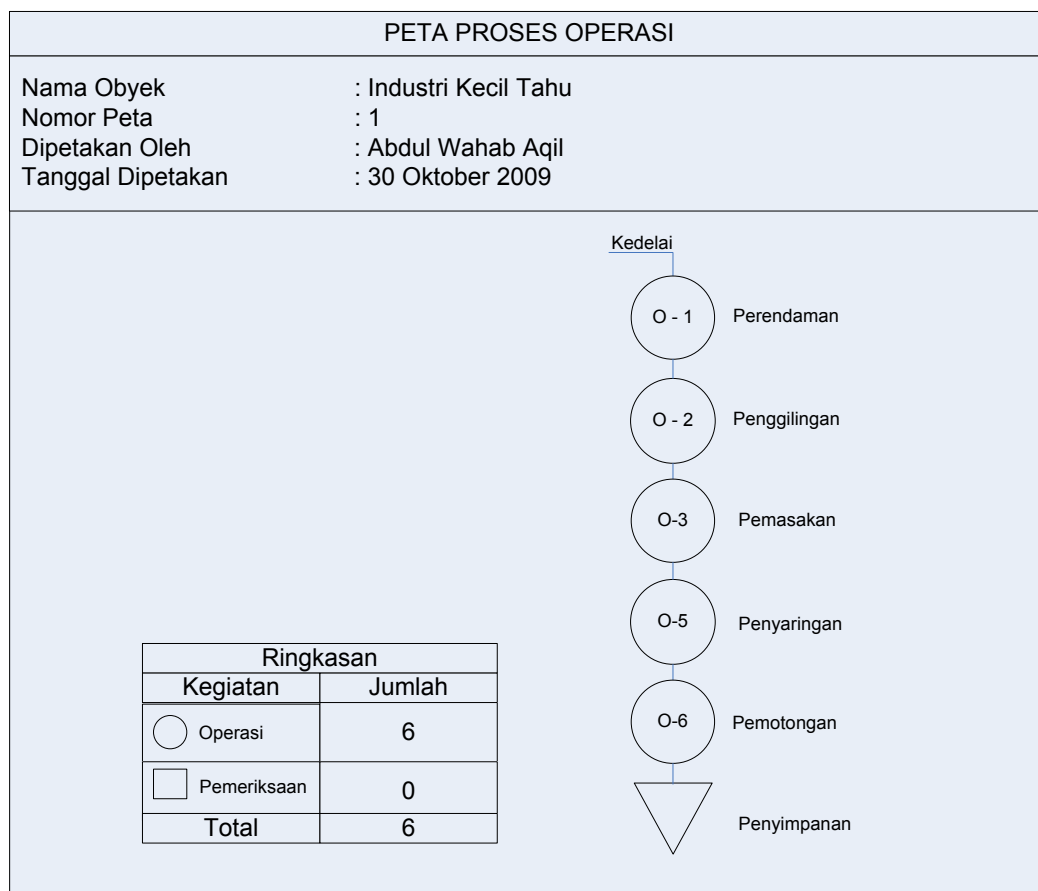 PETA PROSES OPERASI
Nama Obyek : Industri Kecil Tahu
Nomor Peta : 1
Dipetakan Oleh : Abdul Wahab Aqil
Tanggal Dipetakan : 30 Oktober 2009
Kedelai
O - 1 Perendaman
O - 2 Penggilingan
O-3 Pemasakan
O-5 Penyaringan
O-6 Pemotongan
Penyimpanan
Ringkasan
Kegiatan Jumlah
Operasi 6
Pemeriksaan 0
Total 6